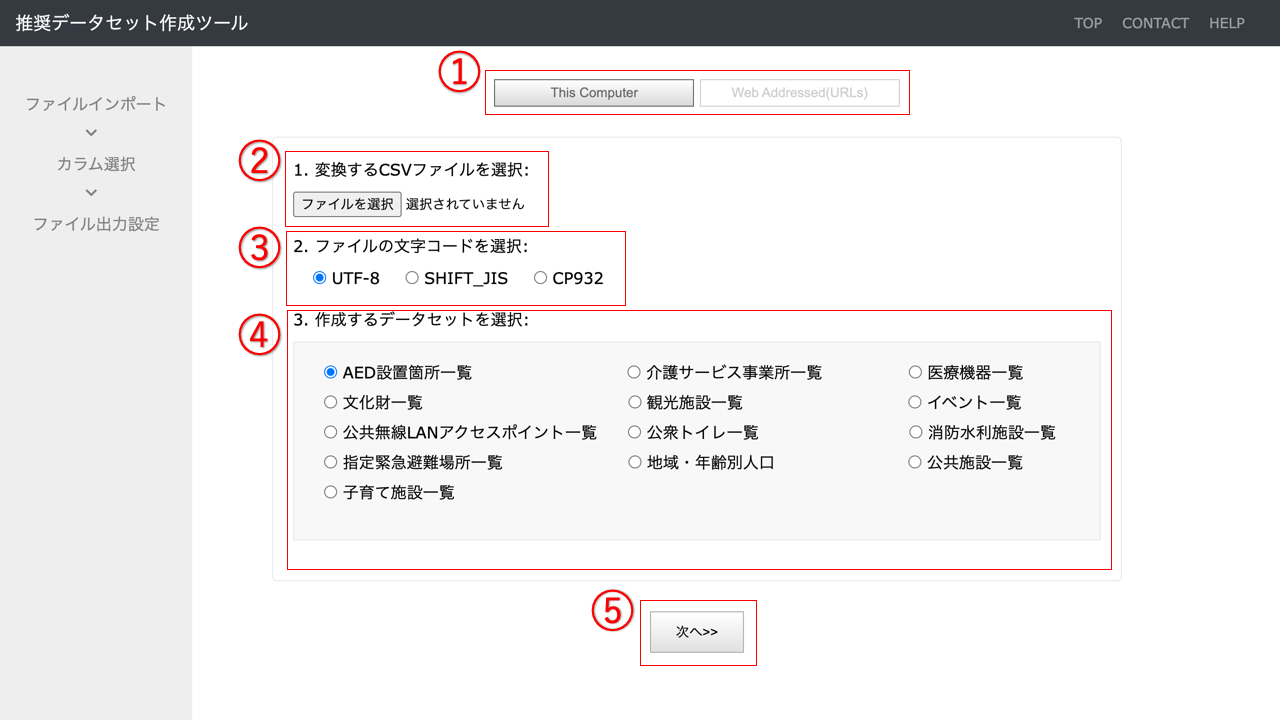 推奨データセット作成ツール
TOP CONTACT HELP
ファイルインポート
カラム選択
ファイル出力設定
①
This Computer Web Addressed(URLs)
②
1. 変換するCSVファイルを選択:
ファイルを選択 選択されていません
③
2. ファイルの文字コードを選択:
UTF-8 SHIFT_JIS CP932
④
3. 作成するデータセットを選択:
AED設置箇所一覧 介護サービス事業所一覧 医療機器一覧
文化財一覧 観光施設一覧 イベント一覧
公共無線LANアクセスポイント一覧 公衆トイレ一覧 消防水利施設一覧
指定緊急避難場所一覧 地域・年齢別人口 公共施設一覧
子育て施設一覧
⑤
次へ>>